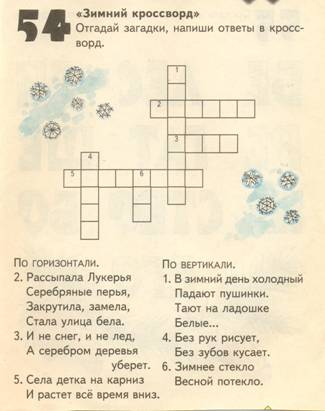 54
«Зимний кроссворд»
Отгадай загадки, напиши ответы в кросс-
ворд.
1
2
3
4
5
6
По горизонтали.
2. Рассыпала Лукерья
Серебряные перья,
Закрутила, замела,
Стала улица бела.
3. И не снег, и не лед,
А серебром деревья
уберет.
5. Села детка на карниз
И растет всё время вниз.
По вертикали.
1. В зимний день холодный
Падают пушинки.
Тают на ладошке
Белые...
4. Без рук рисует,
Без зубов кусает.
6. Зимнее стекло
Весной потекло.